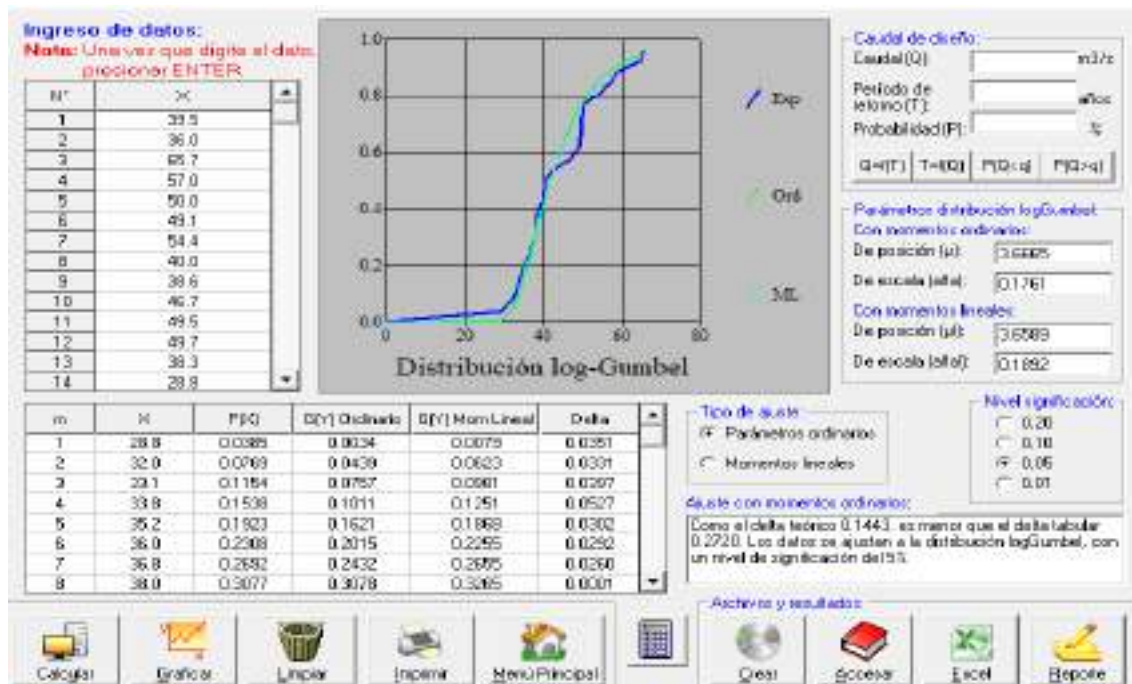 Ingreso de datos:
Nota: Una vez que digite el dato, presionar ENTER
N° X
1 39.5
2 36.0
3 65.7
4 57.0
5 50.0
6 49.1
7 54.4
8 40.0
9 38.6
10 46.7
11 49.5
12 49.7
13 38.3
14 28.8
1.0
0.8
0.6
0.4
0.2
0.0
20 40 60 80
Exp
Ord
ML
Distribución log-Gumbel
Caudal de diseño:
Caudal (Q): m3/s
Período de retorno (T): años
Probabilidad (P): %
Q=f(T) T=f(Q) P(Q<q) P(Q>q)
Parámetros distribución logGumbel:
Con momentos ordinarios:
De posición (µ): 3.6665
De escala (alfa): 0.1761
Con momentos lineales:
De posición (µl): 3.6589
De escala (alfal): 0.1892
m X P(X) G(Y) Ordinario G(Y) Mom Lineal Delta
1 28.8 0.0385 0.0034 0.0079 0.0351
2 32.0 0.0769 0.0439 0.0623 0.0331
3 33.1 0.1154 0.0757 0.0981 0.0397
4 33.8 0.1538 0.1011 0.1251 0.0527
5 35.2 0.1923 0.1621 0.1868 0.0302
6 36.0 0.2308 0.2015 0.2255 0.0292
7 36.8 0.2692 0.2432 0.2655 0.0260
8 38.0 0.3077 0.3078 0.3265 0.0001
Tipo de ajuste:
Parámetros ordinarios
Momentos lineales
Nivel significación:
0.20
0.10
0.05
0.01
Ajuste con momentos ordinarios:
Como el delta teórico 0.1443, es menor que el delta tabular
0.2720. Los datos se ajustan a la distribución logGumbel, con
un nivel de significación del 5%
Archivos y resultados
Calcular Graficar Limpiar Imprimir Menú Principal Crear Accesar Excel Reporte